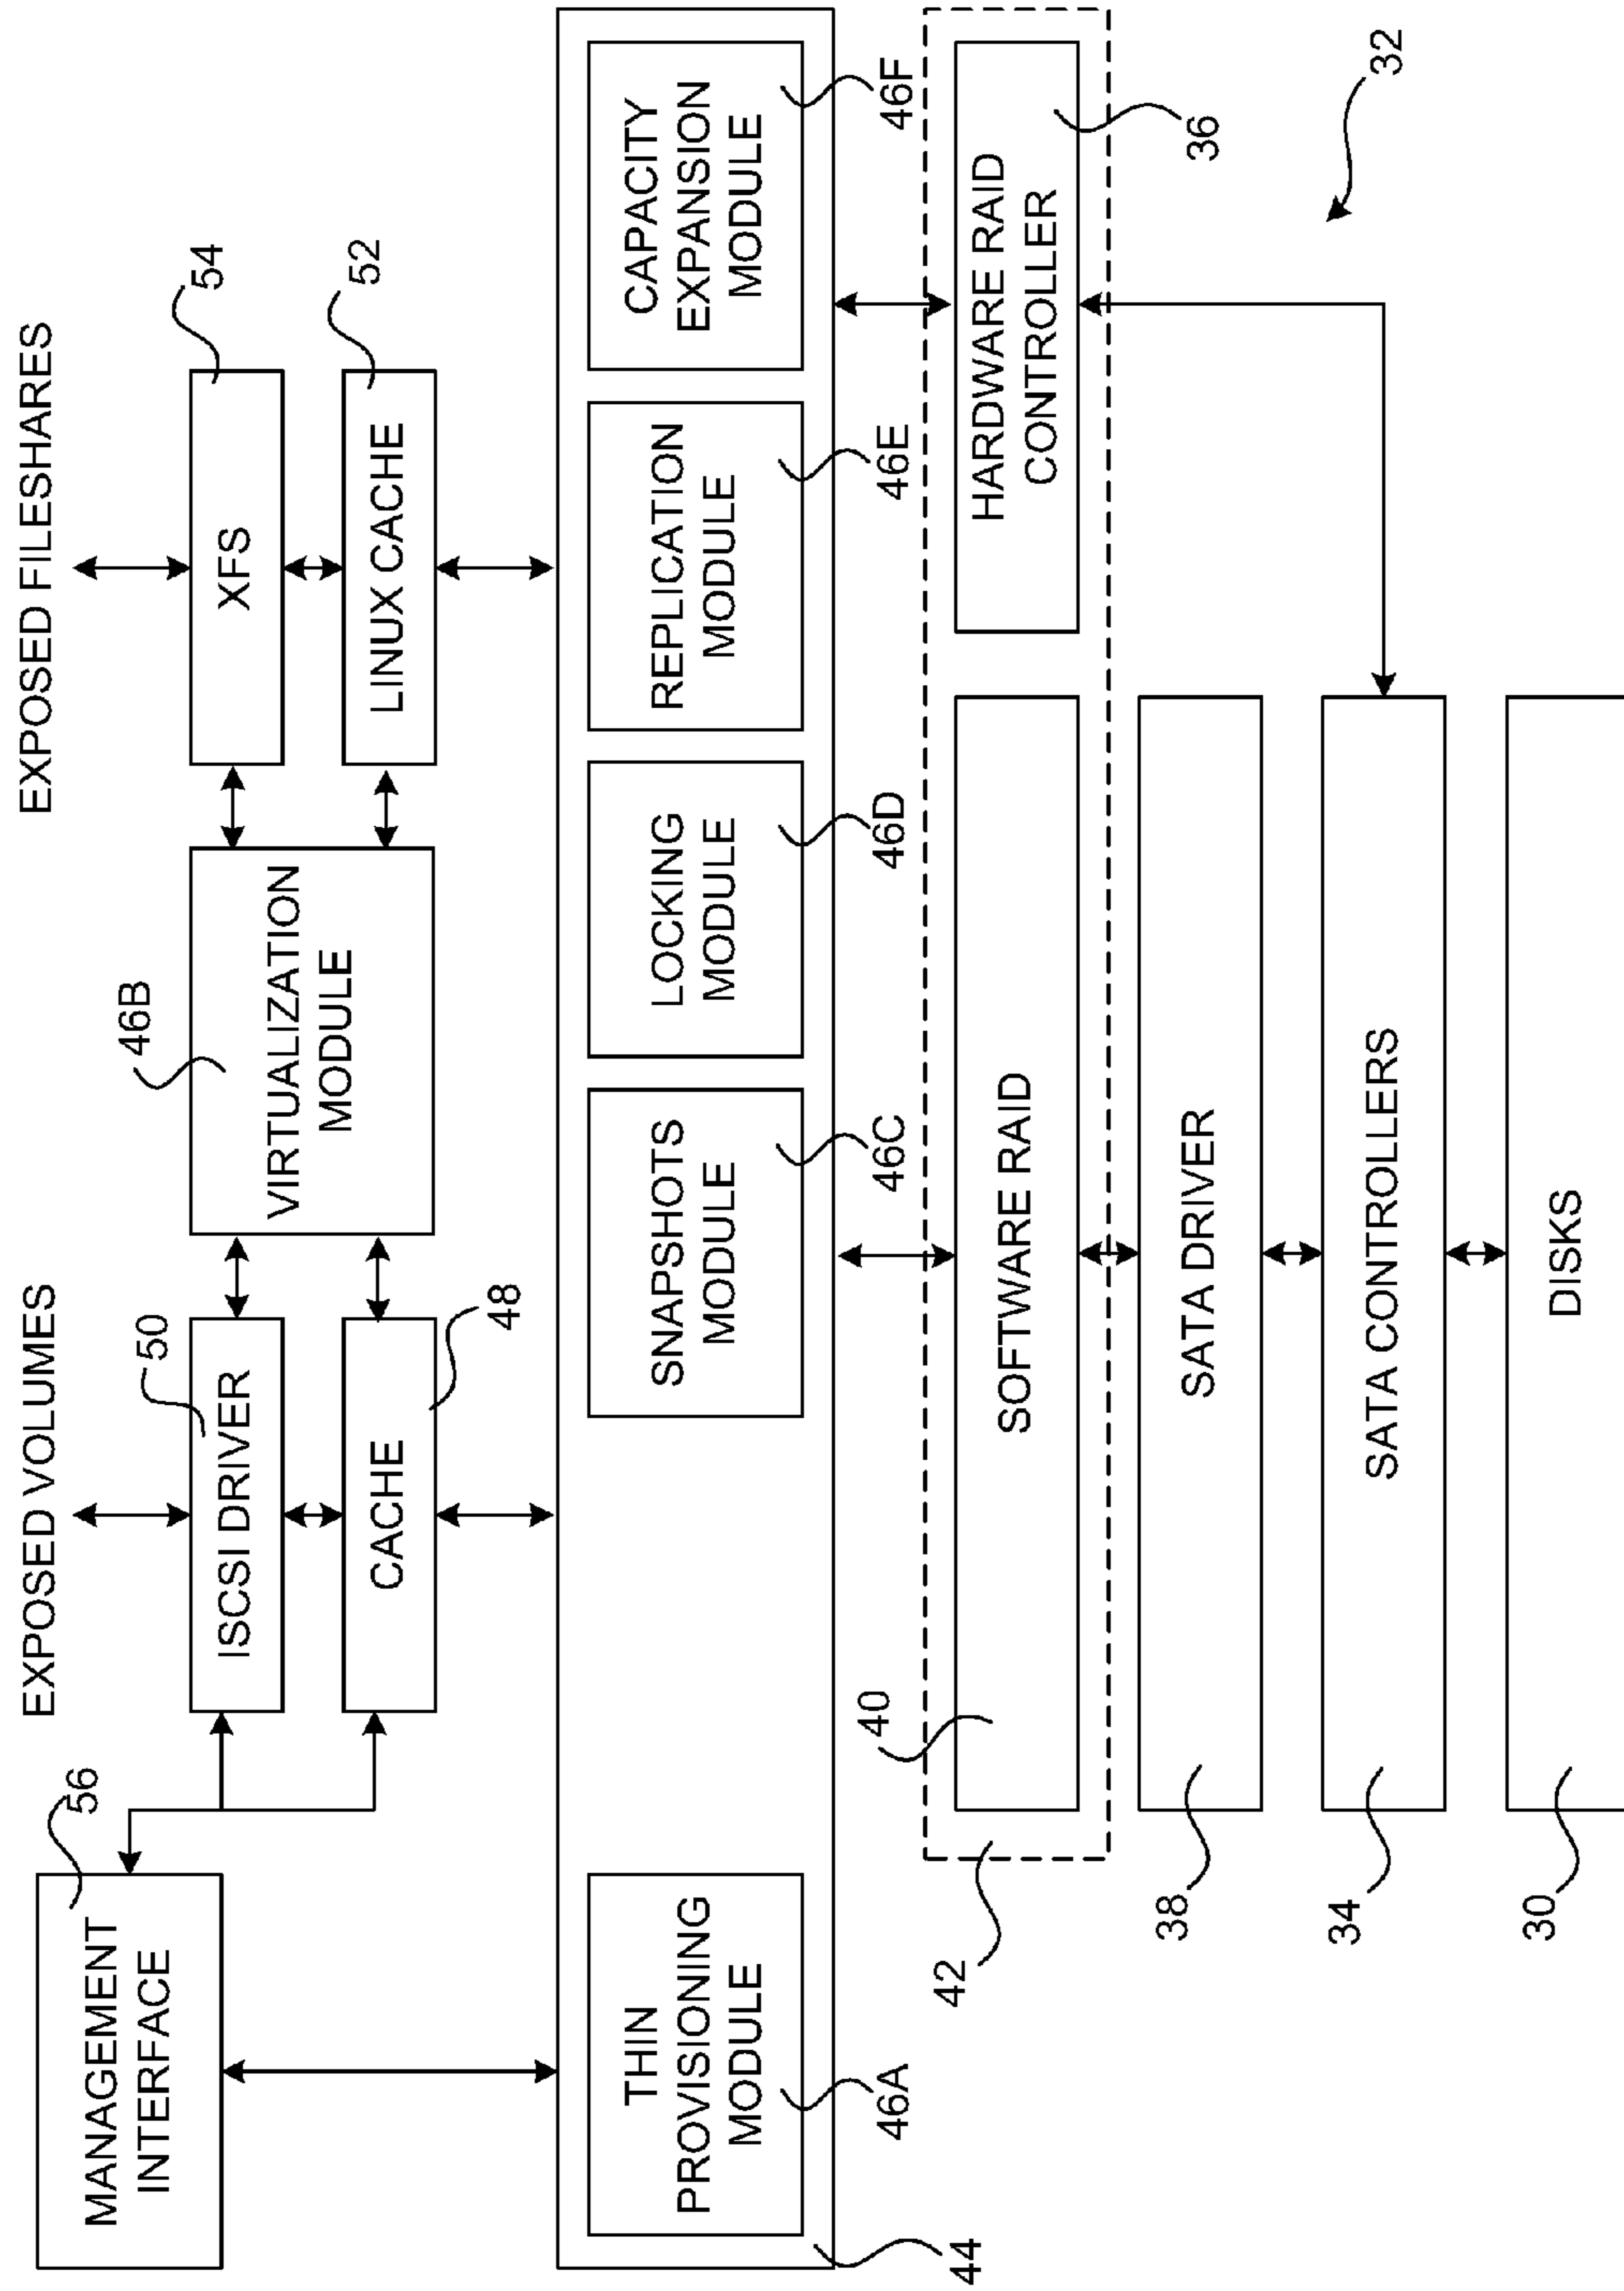 EXPOSED VOLUMES
EXPOSED FILESHARES
MANAGEMENT
INTERFACE
56
50
ISCSI DRIVER
CACHE
48
46B
VIRTUALIZATION
MODULE
54
XFS
52
LINUX CACHE
44
THIN
PROVISIONING
MODULE
46A
SNAPSHOTS
MODULE
46C
LOCKING
MODULE
46D
REPLICATION
MODULE
46E
CAPACITY
EXPANSION
MODULE
46F
42
40
SOFTWARE RAID
HARDWARE RAID
CONTROLLER
36
38
SATA DRIVER
34
SATA CONTROLLERS
30
DISKS
32